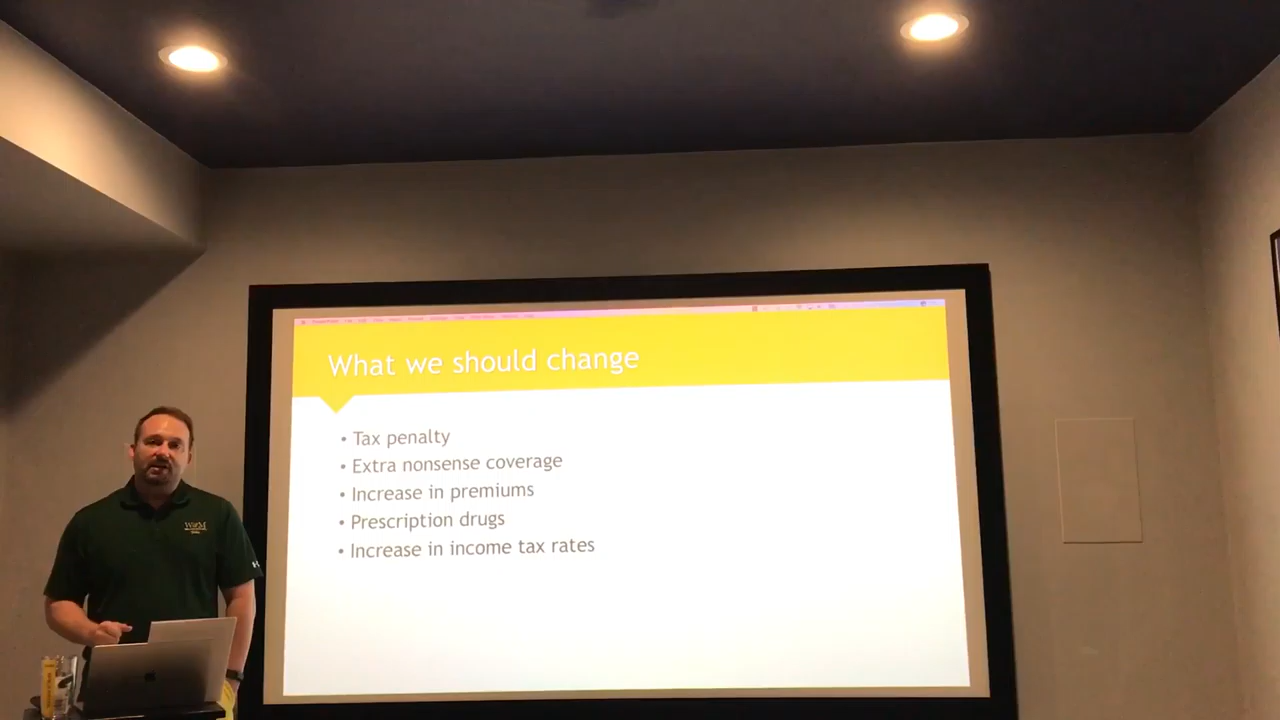 What we should change
• Tax penalty
• Extra nonsense coverage
• Increase in premiums
• Prescription drugs
• Increase in income tax rates
W&M